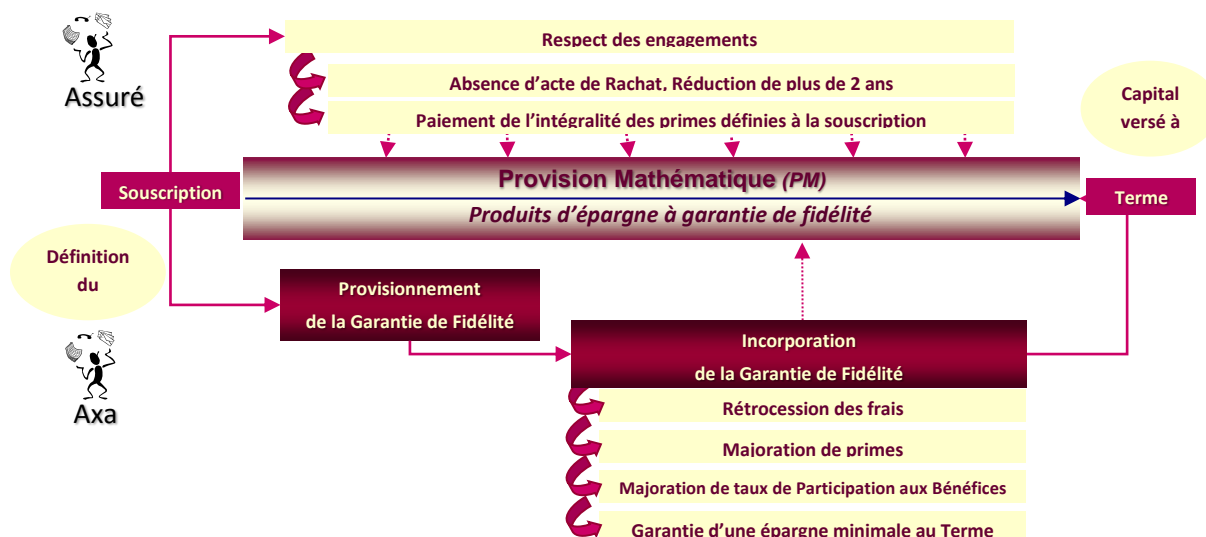 Respect des engagements
Assuré
Absence d'acte de Rachat, Réduction de plus de 2 ans
Capital
versé à
Paiement de l'intégralité des primes définies à la souscription
Souscription
Provision Mathématique (PM)
Produits d'épargne à garantie de fidélité
Terme
Définition
du
Provisionnement
de la Garantie de Fidélité
Axa
Incorporation
de la Garantie de Fidélité
Rétrocession des frais
Majoration de primes
Majoration de taux de Participation aux Bénéfices
Garantie d'une épargne minimale au Terme